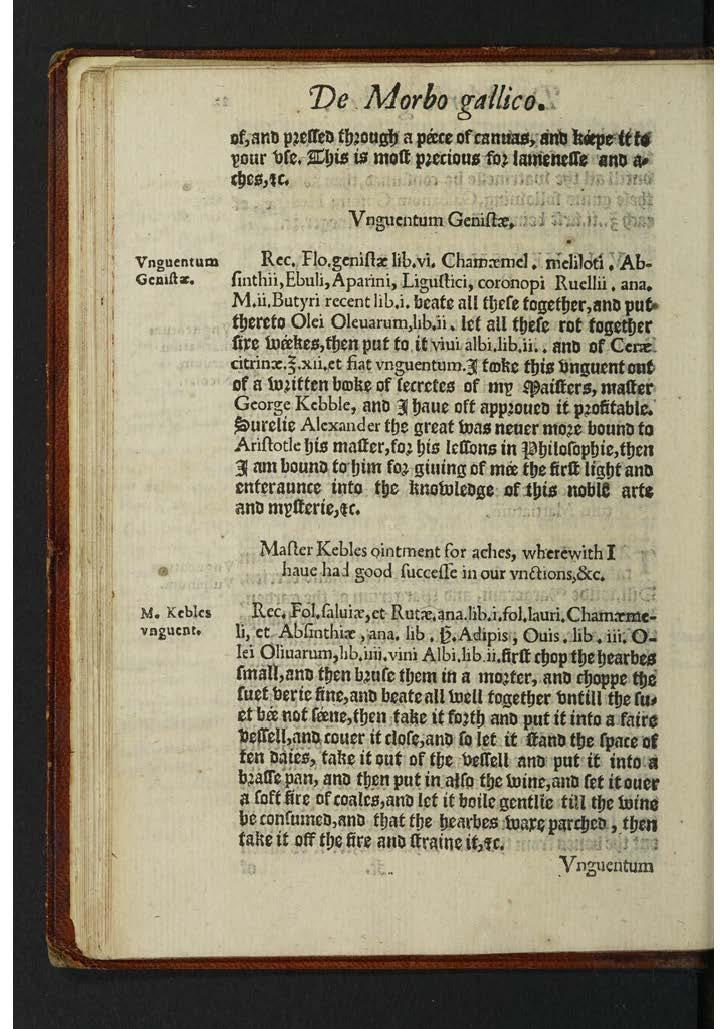 De Morbo gallico.
of, and pressed through a péece of canuas, and kéepe it to
your vse. This is most precious for lamenesse and a-
ches, &c.
Vnguentum Genistæ.
Vnguentum
Genistæ.
Rec. Flo.genistæ lib.vi. Chamæmel. meliloti, Ab-
sinthii, Ebuli, Aparini, Ligustici, coronopi Ruellii. ana.
M.ii. Butyri recent lib.i. beate all these together, and put
thereto Olei Oleuarum, lib.ii. let all these rot together
sixe wéekes, then put to it vini albi.lib.ii. and of Ceræ
citrinæ.℥.xii.et fiat vnguentum. I tooke this vnguent out
of a written booke of secretes of my Maisters, master
George Kebble, and I haue oft approued it profitable.
Surelie Alexander the great was neuer more bound to
Aristotle his master, for his lessons in Philosophie, then
I am bound to him for giuing of mée the first light and
enteraunce into the knowledge of this noble arte
and mysterie, &c.
Master Kebles ointment for aches, wherewith I
haue had good successe in our vnctions, &c.
M. Kebles
vnguent.
Rec. Fol.saluiæ, et Rutæ, ana.lib.i.fol.lauri. Chamæme-
li, et Absinthiæ, ana. lib. ß. Adipis, Ouis. lib. iii. O-
lei Oliuarum, lib.iiii.vini Albi.lib.ii. first chop the hearbes
small, and then bruse them in a morter, and choppe the
suet verie fine, and beate all well together vntill the su-
et bée not séene, then take it forth and put it into a faire
vessell, and couer it close, and so let it stand the space of
ten daies, take it out of the vessell and put it into a
brasse pan, and then put in also the wine, and set it ouer
a soft fire of coales, and let it boile gentlie till the wine
be consumed, and that the hearbes waxe parched, then
take it off the fire and straine it, &c.
Vnguentum